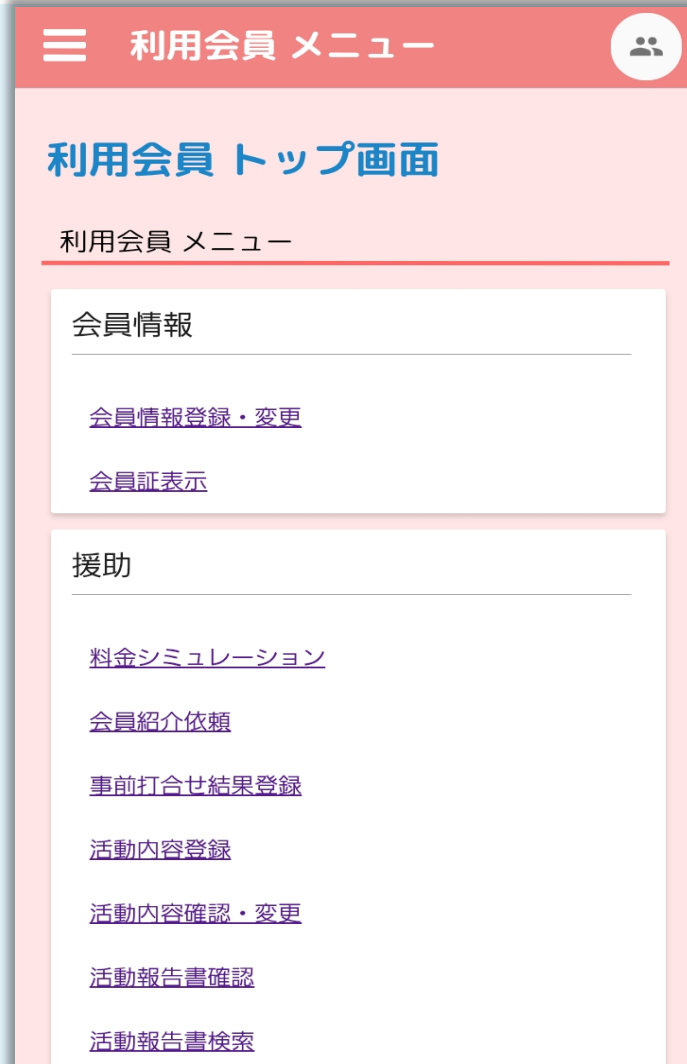 利用会員 メニュー
利用会員 トップ画面
利用会員 メニュー
会員情報
会員情報登録・変更
会員証表示
援助
料金シミュレーション
会員紹介依頼
事前打合せ結果登録
活動内容登録
活動内容確認・変更
活動報告書確認
活動報告書検索